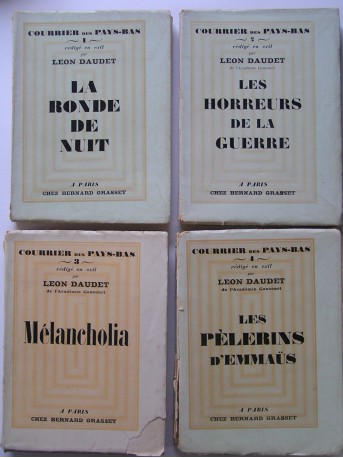 COURRIER DES PAYS-BAS
1
rédigé en exil
par
LEON DAUDET
LA
RONDE
DE
NUIT
A PARIS
CHEZ BERNARD GRASSET
COURRIER DES PAYS-BAS
2
rédigé en exil
par
LEON DAUDET
de l'Académie Goncourt
LES
HORREURS
DE LA
GUERRE
A PARIS
CHEZ BERNARD GRASSET
COURRIER DES PAYS-BAS
3
rédigé en exil
par
LEON DAUDET
de l'Académie Goncourt
Mélancholia
A PARIS
CHEZ BERNARD GRASSET
COURRIER DES PAYS-BAS
4
rédigé en exil
par
LEON DAUDET
de l'Académie Goncourt
LES
PÈLERINS
D'EMMAÜS
A PARIS
CHEZ BERNARD GRASSET